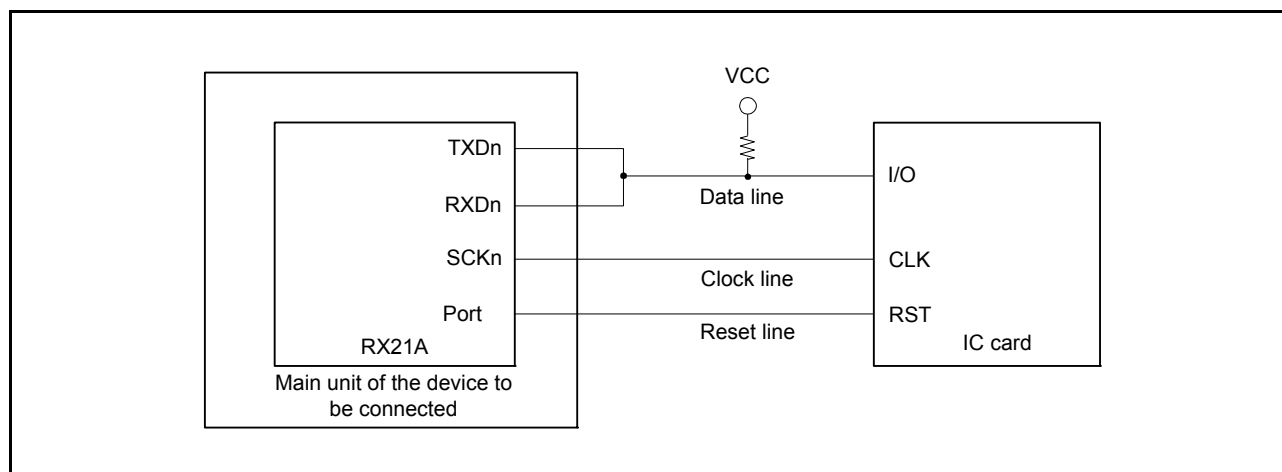 VCC
TXDn
RXDn
SCKn
Port
RX21A
Main unit of the device to
be connected
Data line
Clock line
Reset line
I/O
CLK
RST
IC card